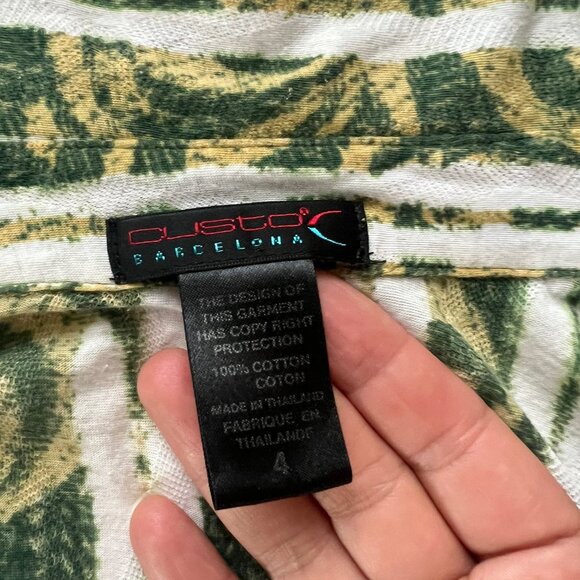 custo
BARCELONA
THE DESIGN OF
THIS GARMENT
HAS COPY RIGHT
PROTECTION
100% COTTON
COTON
MADE IN THAILAND
FABRIQUE EN
THAILANDE
4